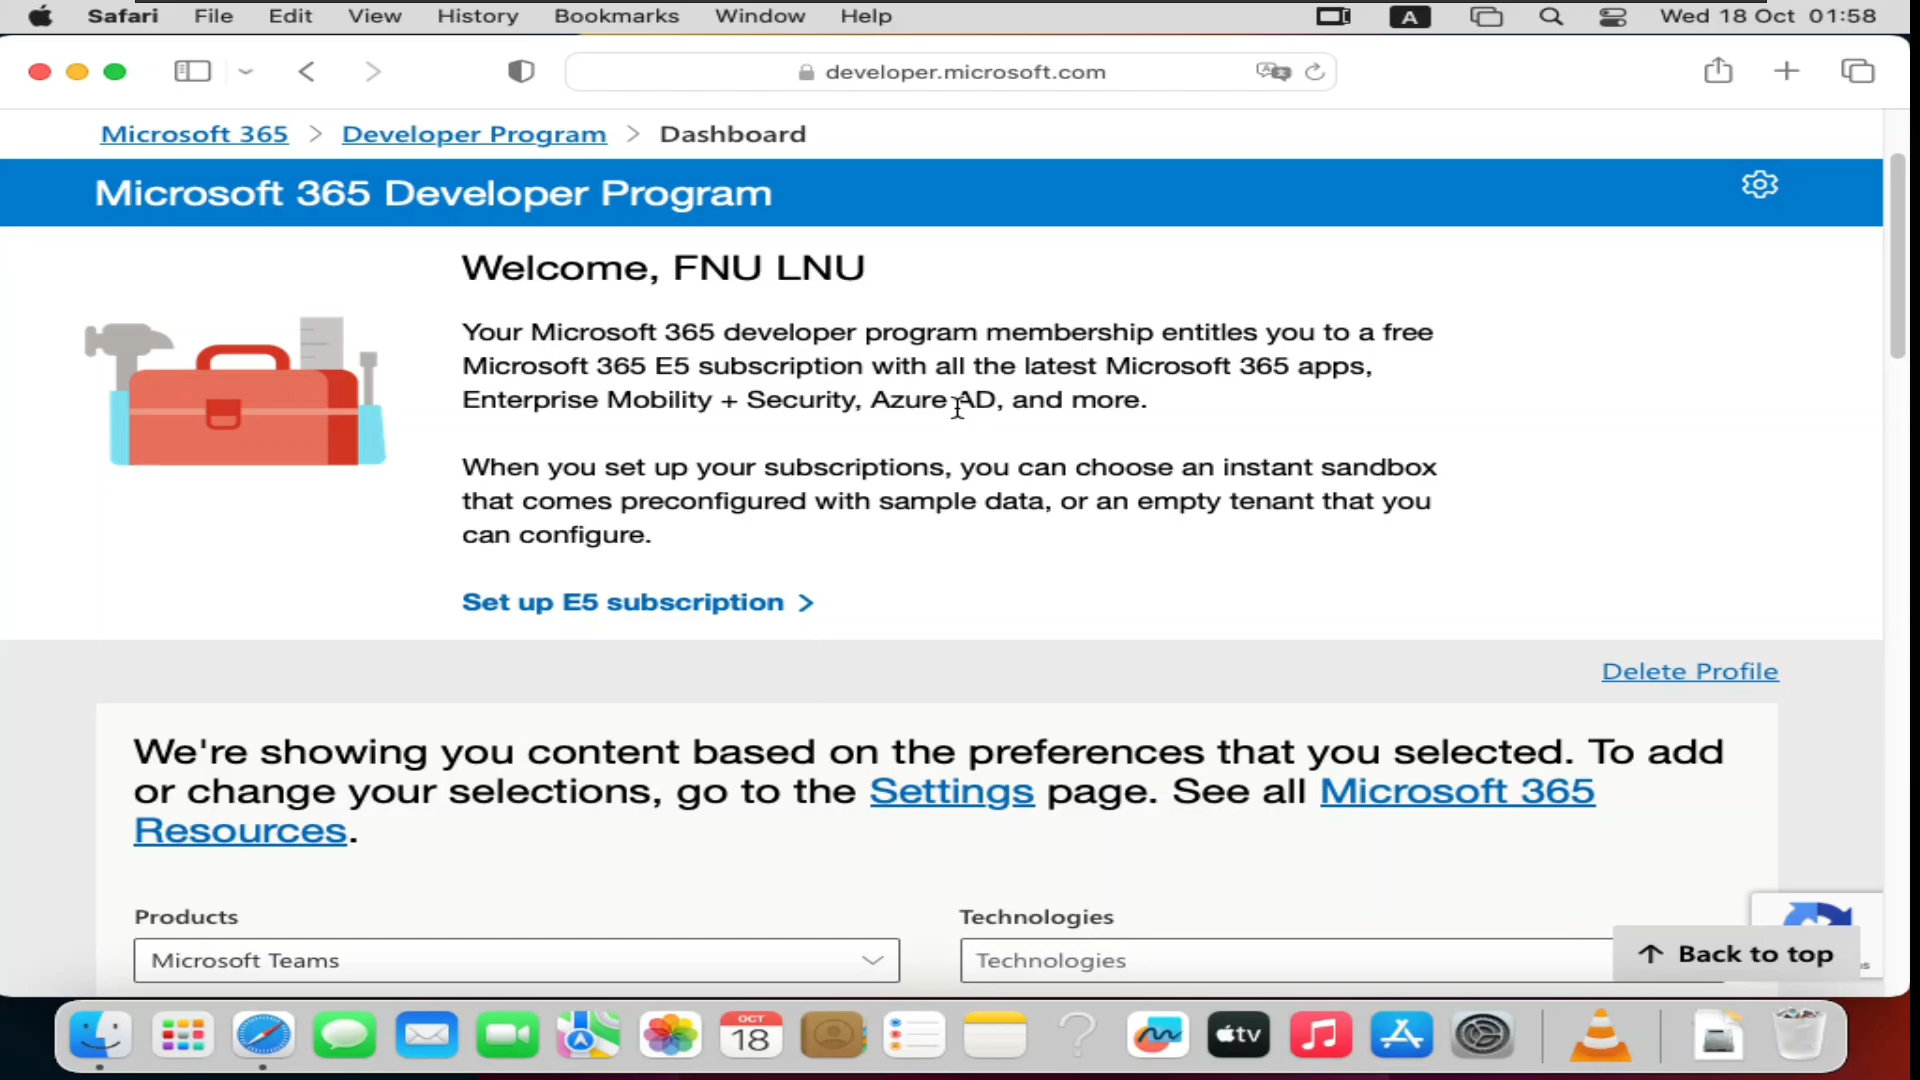 Safari File Edit View History Bookmarks Window Help A Wed 18 Oct 01:58
developer.microsoft.com
Microsoft 365 > Developer Program > Dashboard
Microsoft 365 Developer Program
Welcome, FNU LNU
Your Microsoft 365 developer program membership entitles you to a free
Microsoft 365 E5 subscription with all the latest Microsoft 365 apps,
Enterprise Mobility + Security, Azure AD, and more.
When you set up your subscriptions, you can choose an instant sandbox
that comes preconfigured with sample data, or an empty tenant that you
can configure.
Set up E5 subscription >
Delete Profile
We're showing you content based on the preferences that you selected. To add
or change your selections, go to the Settings page. See all Microsoft 365
Resources.
Products Technologies
Microsoft Teams Technologies
↑ Back to top
OCT
18
tv